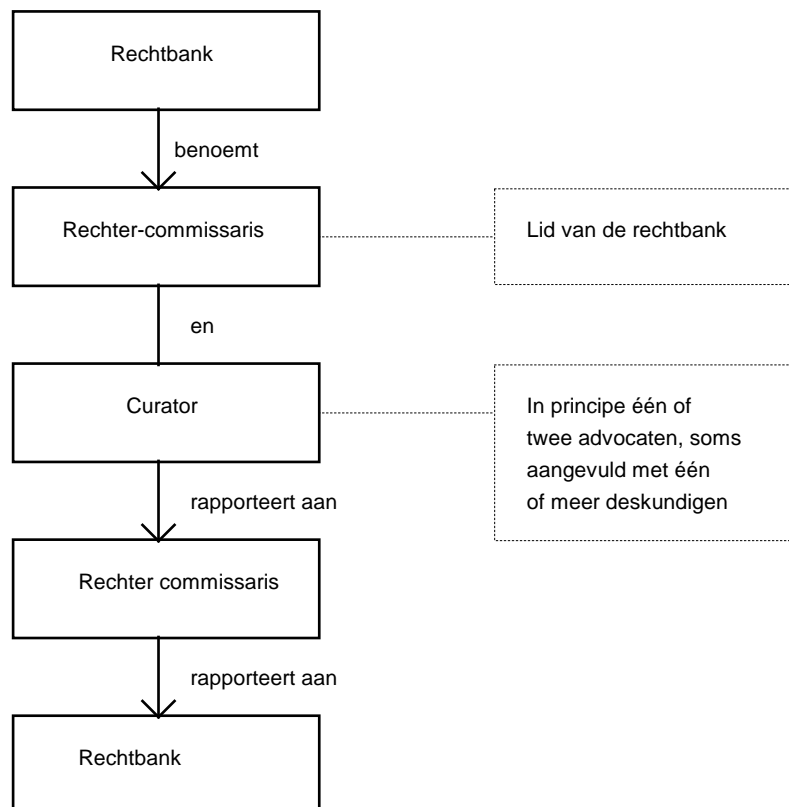 Rechtbank
benoemt
Rechter-commissaris
Lid van de rechtbank
en
Curator
In principe één of
twee advocaten, soms
aangevuld met één
of meer deskundigen
rapporteert aan
Rechter commissaris
rapporteert aan
Rechtbank